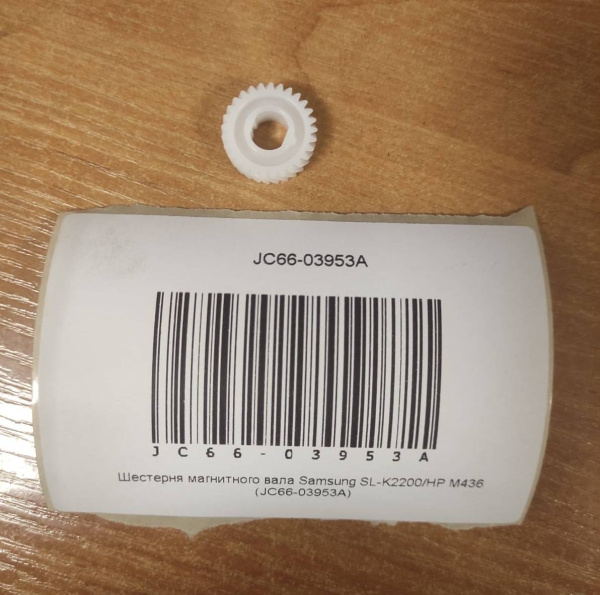 JC66-03953A
JC66-03953A
Шестерня магнитного вала Samsung SL-K2200/HP M436
(JC66-03953A)